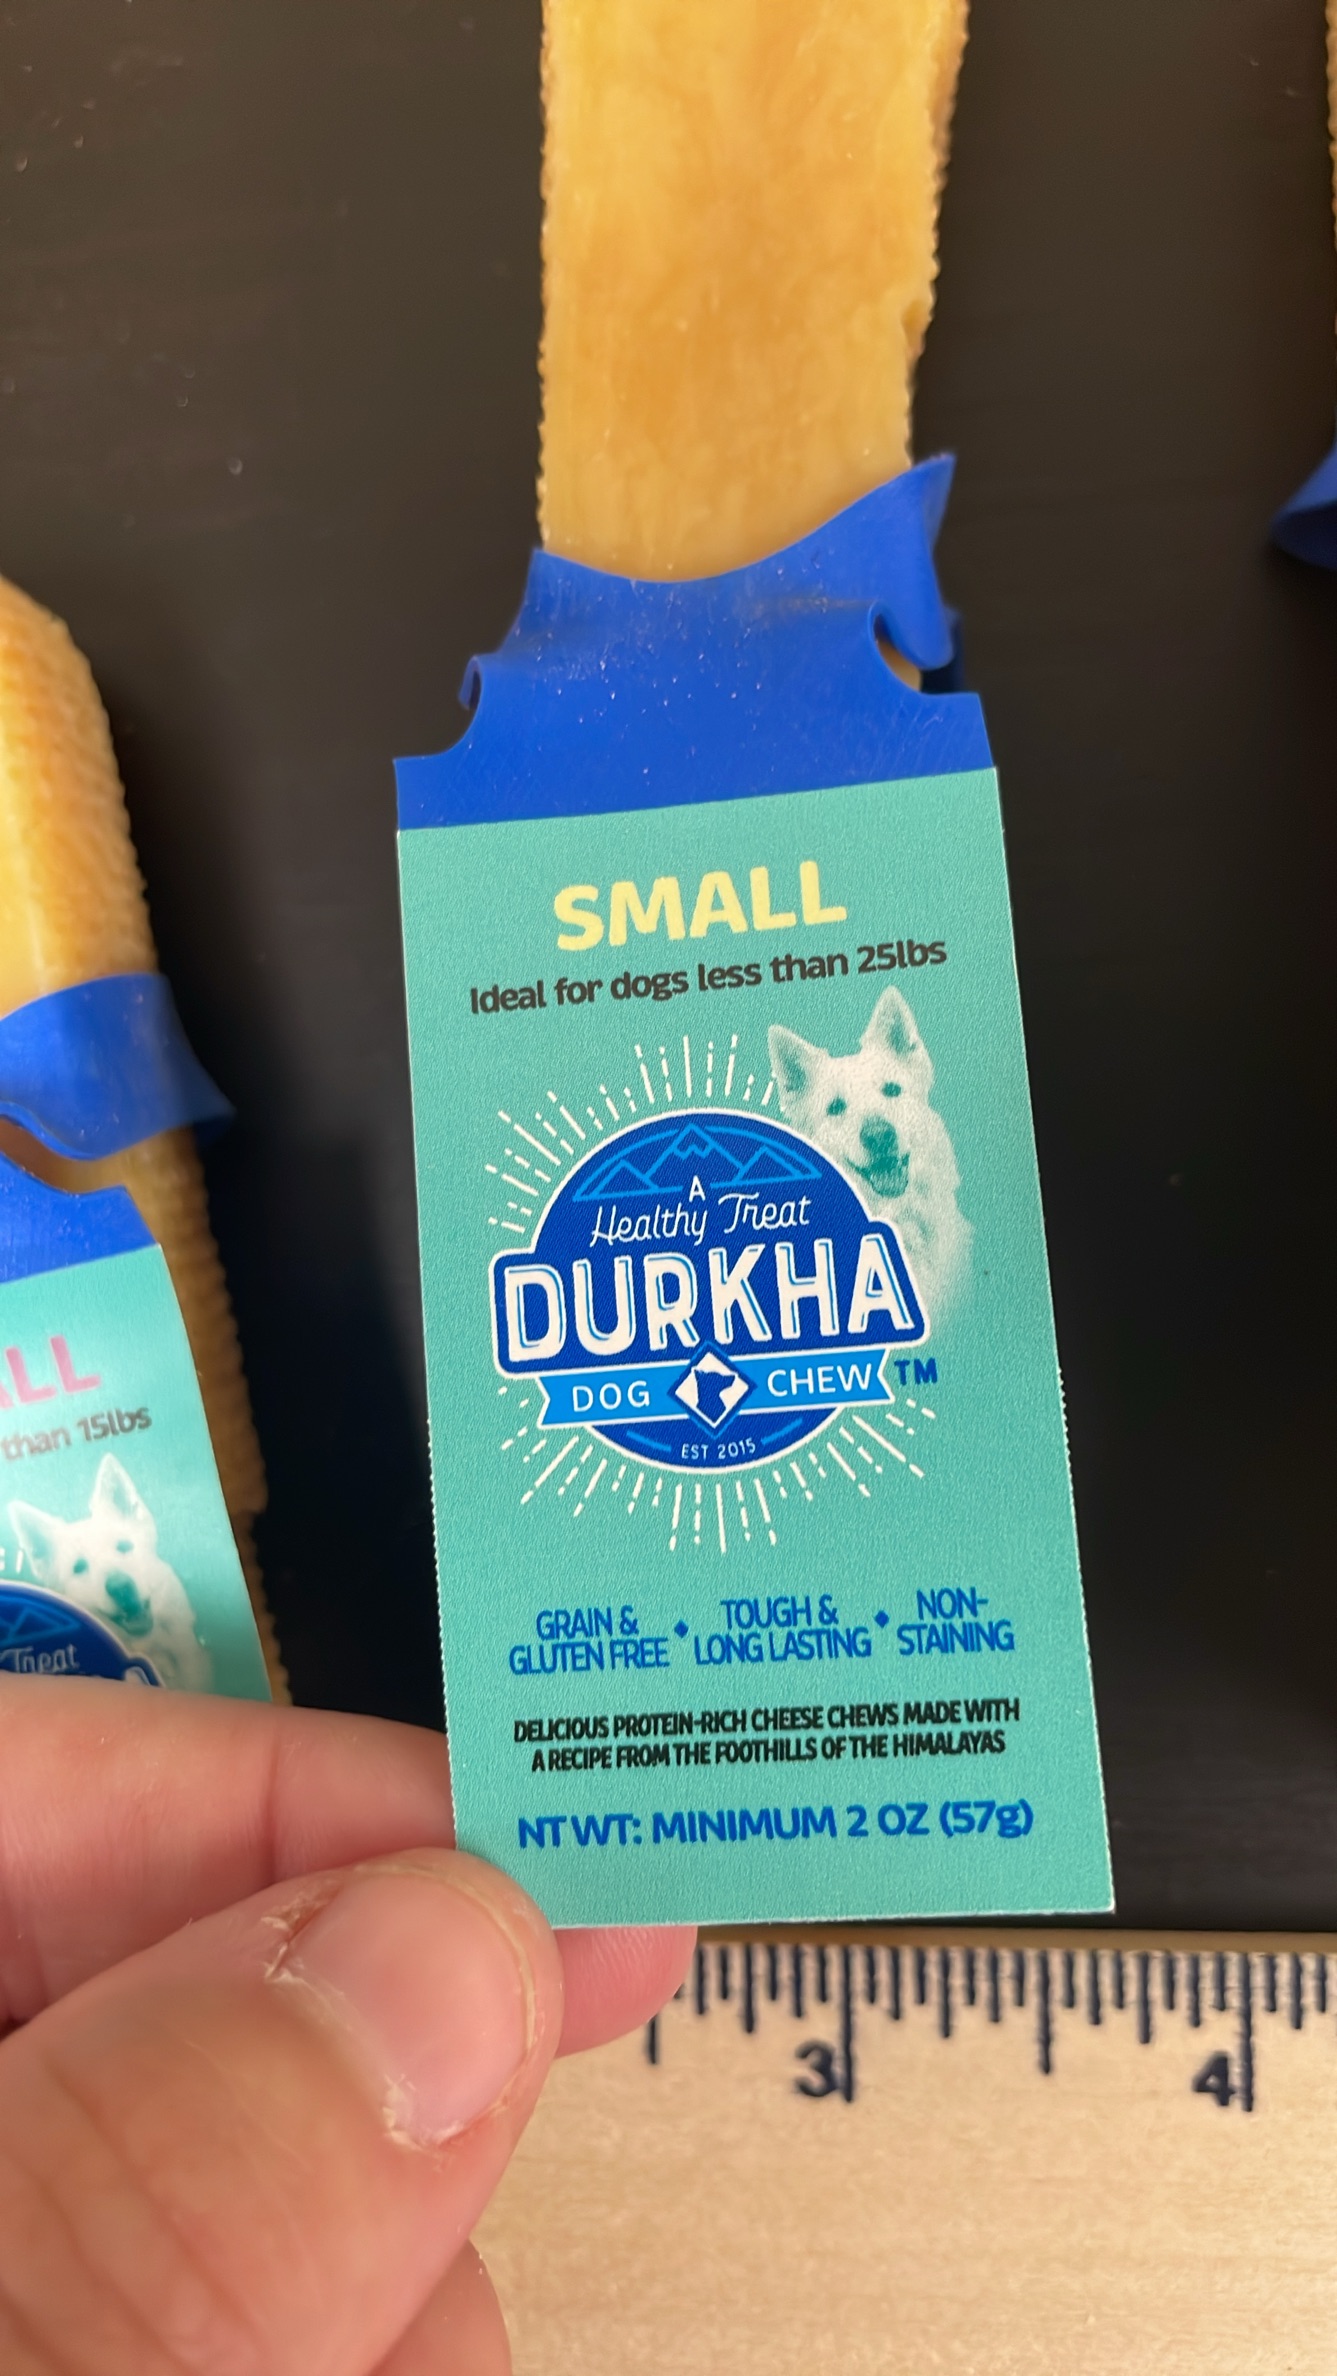 SMALL
Ideal for dogs less than 25lbs
A
Healthy Treat
DURKHA
DOG CHEW TM
EST 2015
GRAIN & GLUTEN FREE • TOUGH & LONG LASTING • NON-STAINING
DELICIOUS PROTEIN-RICH CHEESE CHEWS MADE WITH
A RECIPE FROM THE FOOTHILLS OF THE HIMALAYAS
NT WT: MINIMUM 2 OZ (57g)
LL
than 15lbs
Treat
3 4